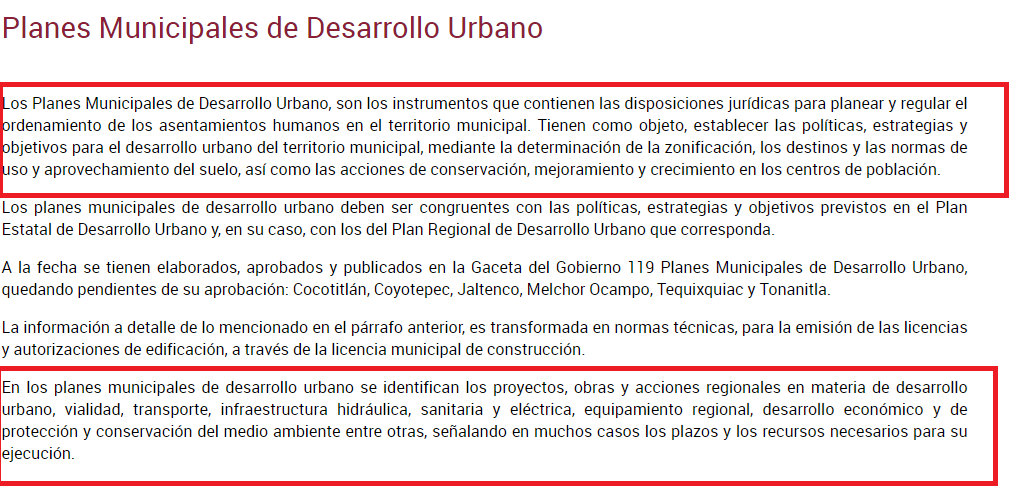 Planes Municipales de Desarrollo Urbano
Los Planes Municipales de Desarrollo Urbano, son los instrumentos que contienen las disposiciones jurídicas para planear y regular el
ordenamiento de los asentamientos humanos en el territorio municipal. Tienen como objeto, establecer las políticas, estrategias y
objetivos para el desarrollo urbano del territorio municipal, mediante la determinación de la zonificación, los destinos y las normas de
uso y aprovechamiento del suelo, así como las acciones de conservación, mejoramiento y crecimiento en los centros de población.
Los planes municipales de desarrollo urbano deben ser congruentes con las políticas, estrategias y objetivos previstos en el Plan
Estatal de Desarrollo Urbano y, en su caso, con los del Plan Regional de Desarrollo Urbano que corresponda.
A la fecha se tienen elaborados, aprobados y publicados en la Gaceta del Gobierno 119 Planes Municipales de Desarrollo Urbano,
quedando pendientes de su aprobación: Cocotitlán, Coyotepec, Jaltenco, Melchor Ocampo, Tequixquiac y Tonanitla.
La información a detalle de lo mencionado en el párrafo anterior, es transformada en normas técnicas, para la emisión de las licencias
y autorizaciones de edificación, a través de la licencia municipal de construcción.
En los planes municipales de desarrollo urbano se identifican los proyectos, obras y acciones regionales en materia de desarrollo
urbano, vialidad, transporte, infraestructura hidráulica, sanitaria y eléctrica, equipamiento regional, desarrollo económico y de
protección y conservación del medio ambiente entre otras, señalando en muchos casos los plazos y los recursos necesarios para su
ejecución.